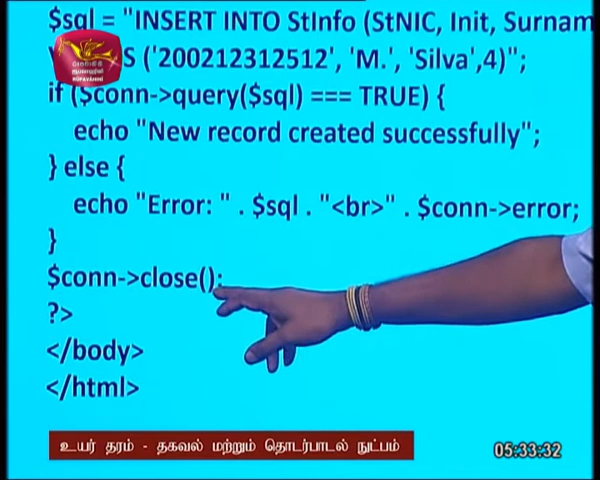 $sql = "INSERT INTO StInfo (StNIC, Init, Surnam
S ('200212312512', 'M.', 'Silva',4)";
if ($conn->query($sql) === TRUE) {
echo "New record created successfully";
} else {
echo "Error: " . $sql . "<br>" . $conn->error;
}
$conn->close();
?>
</body>
</html>
உயர் தரம் - தகவல் மற்றும் தொடர்பாடல் நுட்பம்
05:33:32